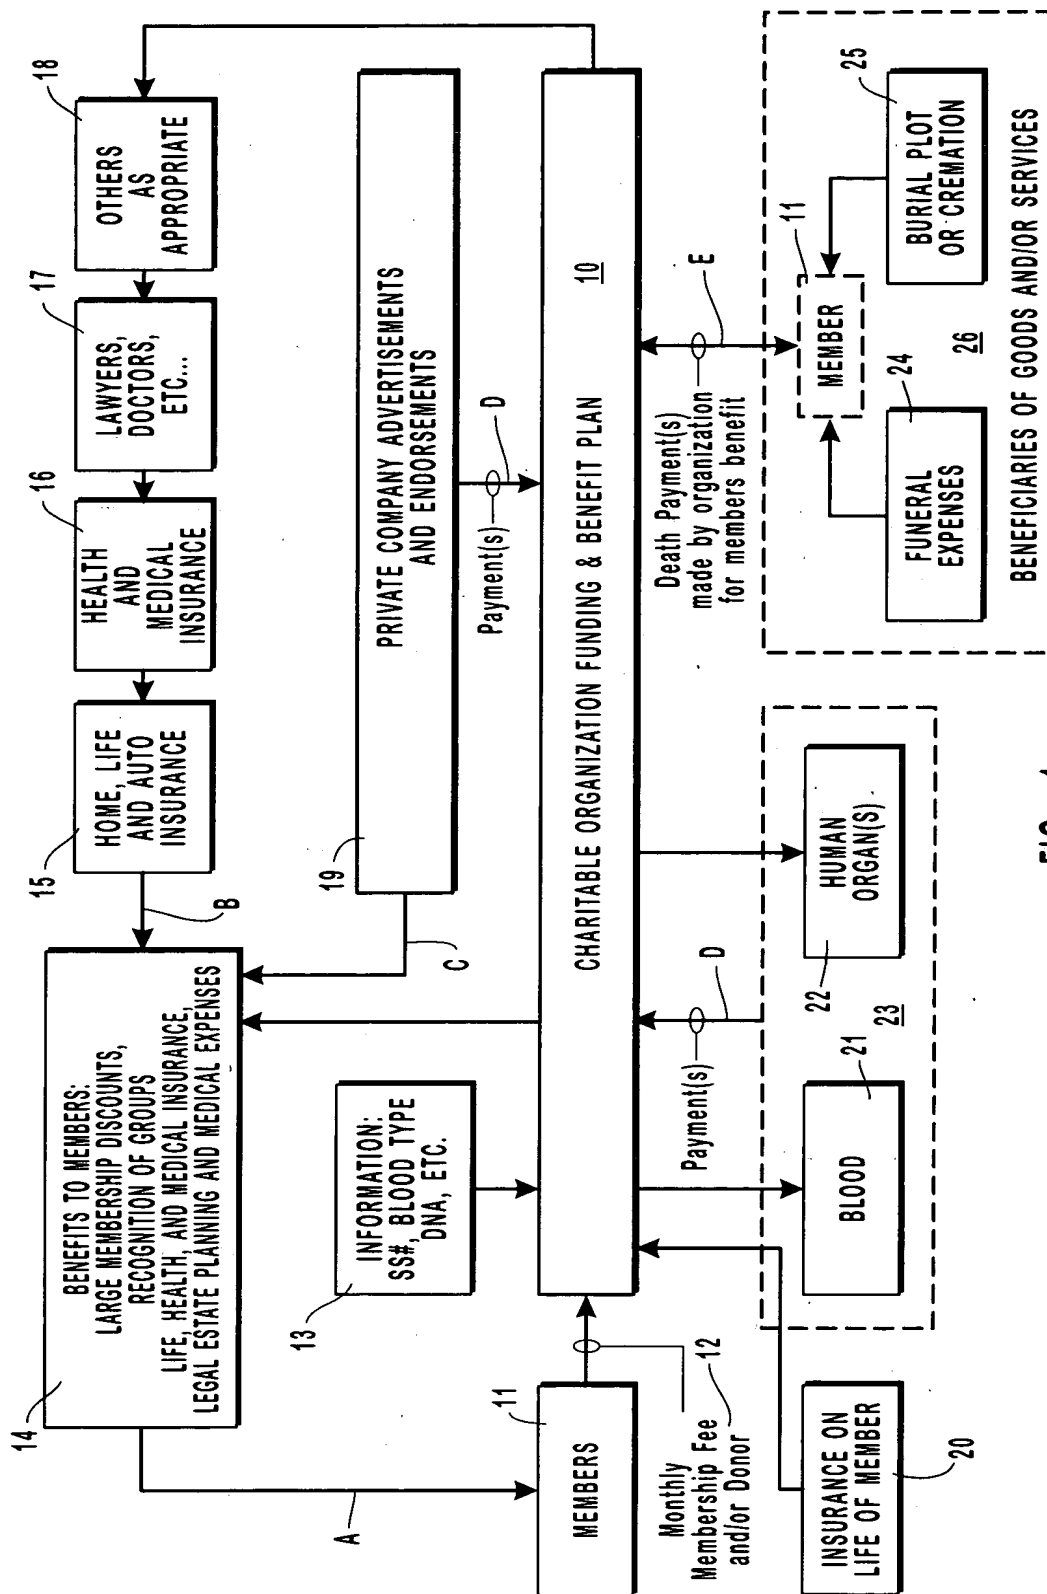 14
BENEFITS TO MEMBERS:
LARGE MEMBERSHIP DISCOUNTS,
RECOGNITION OF GROUPS
LIFE, HEALTH, AND MEDICAL INSURANCE,
LEGAL ESTATE PLANNING AND MEDICAL EXPENSES
B
15
HOME, LIFE
AND AUTO
INSURANCE
16
HEALTH
AND
MEDICAL
INSURANCE
17
LAWYERS,
DOCTORS,
ETC...
18
OTHERS
AS
APPROPRIATE
A
13
INFORMATION:
SS#, BLOOD TYPE
DNA, ETC.
C
19
PRIVATE COMPANY ADVERTISEMENTS
AND ENDORSEMENTS
Payment(s)
D
11
MEMBERS
CHARITABLE ORGANIZATION FUNDING & BENEFIT PLAN
10
Monthly
Membership Fee
and/or Donor
12
Payment(s)
D
Death Payment(s)
made by organization
for members benefit
E
20
INSURANCE ON
LIFE OF MEMBER
21
BLOOD
22
HUMAN
ORGAN(S)
23
11
MEMBER
24
FUNERAL
EXPENSES
25
BURIAL PLOT
OR CREMATION
26
BENEFICIARIES OF GOODS AND/OR SERVICES